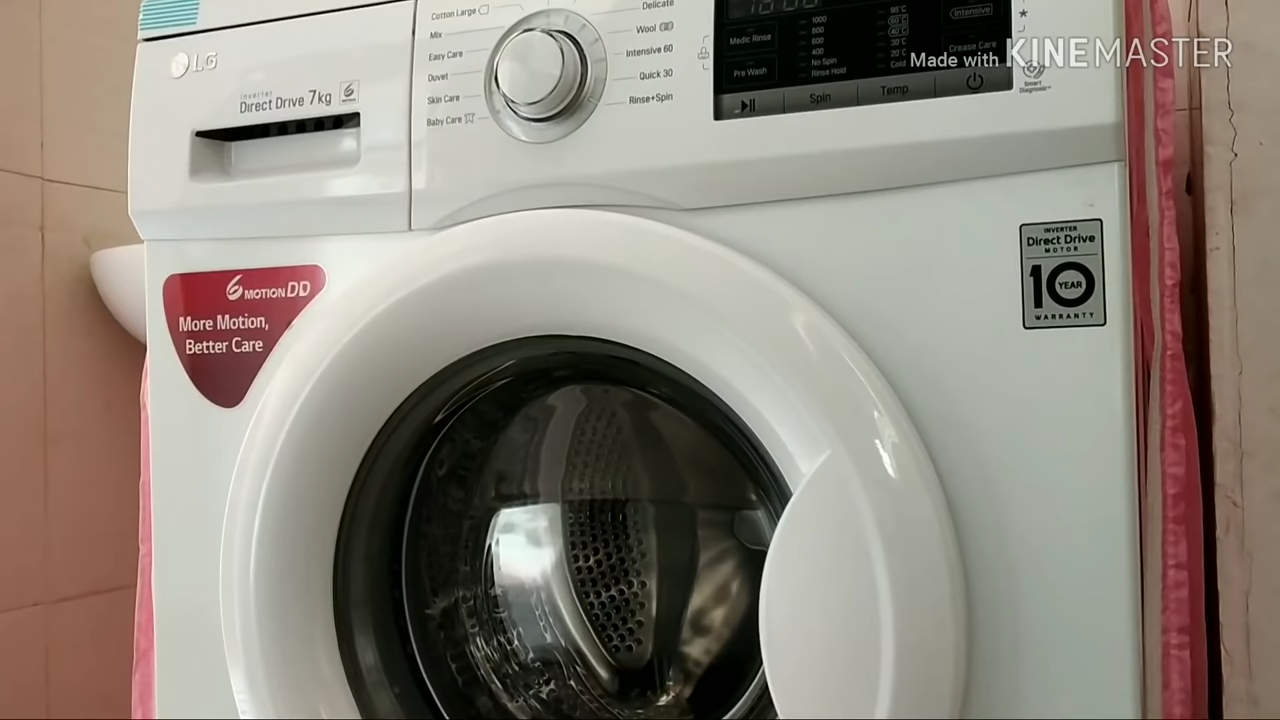 LG
inverter
Direct Drive 7kg
Cotton Large
Mix
Easy Care
Duvet
Skin Care
Baby Care
Delicate
Wool
Intensive 60
Quick 30
Rinse+Spin
Medic Rinse
Pre Wash
1000
800
600
400
No Spin
Rinse Hold
95°C
60°C
40°C
30°C
20°C
Cold
Intensive
Crease Care
Spin
Temp.
Smart
Diagnosis™
Made with KINEMASTER
6 MOTION DD
More Motion,
Better Care
INVERTER
Direct Drive
MOTOR
10 YEAR
WARRANTY